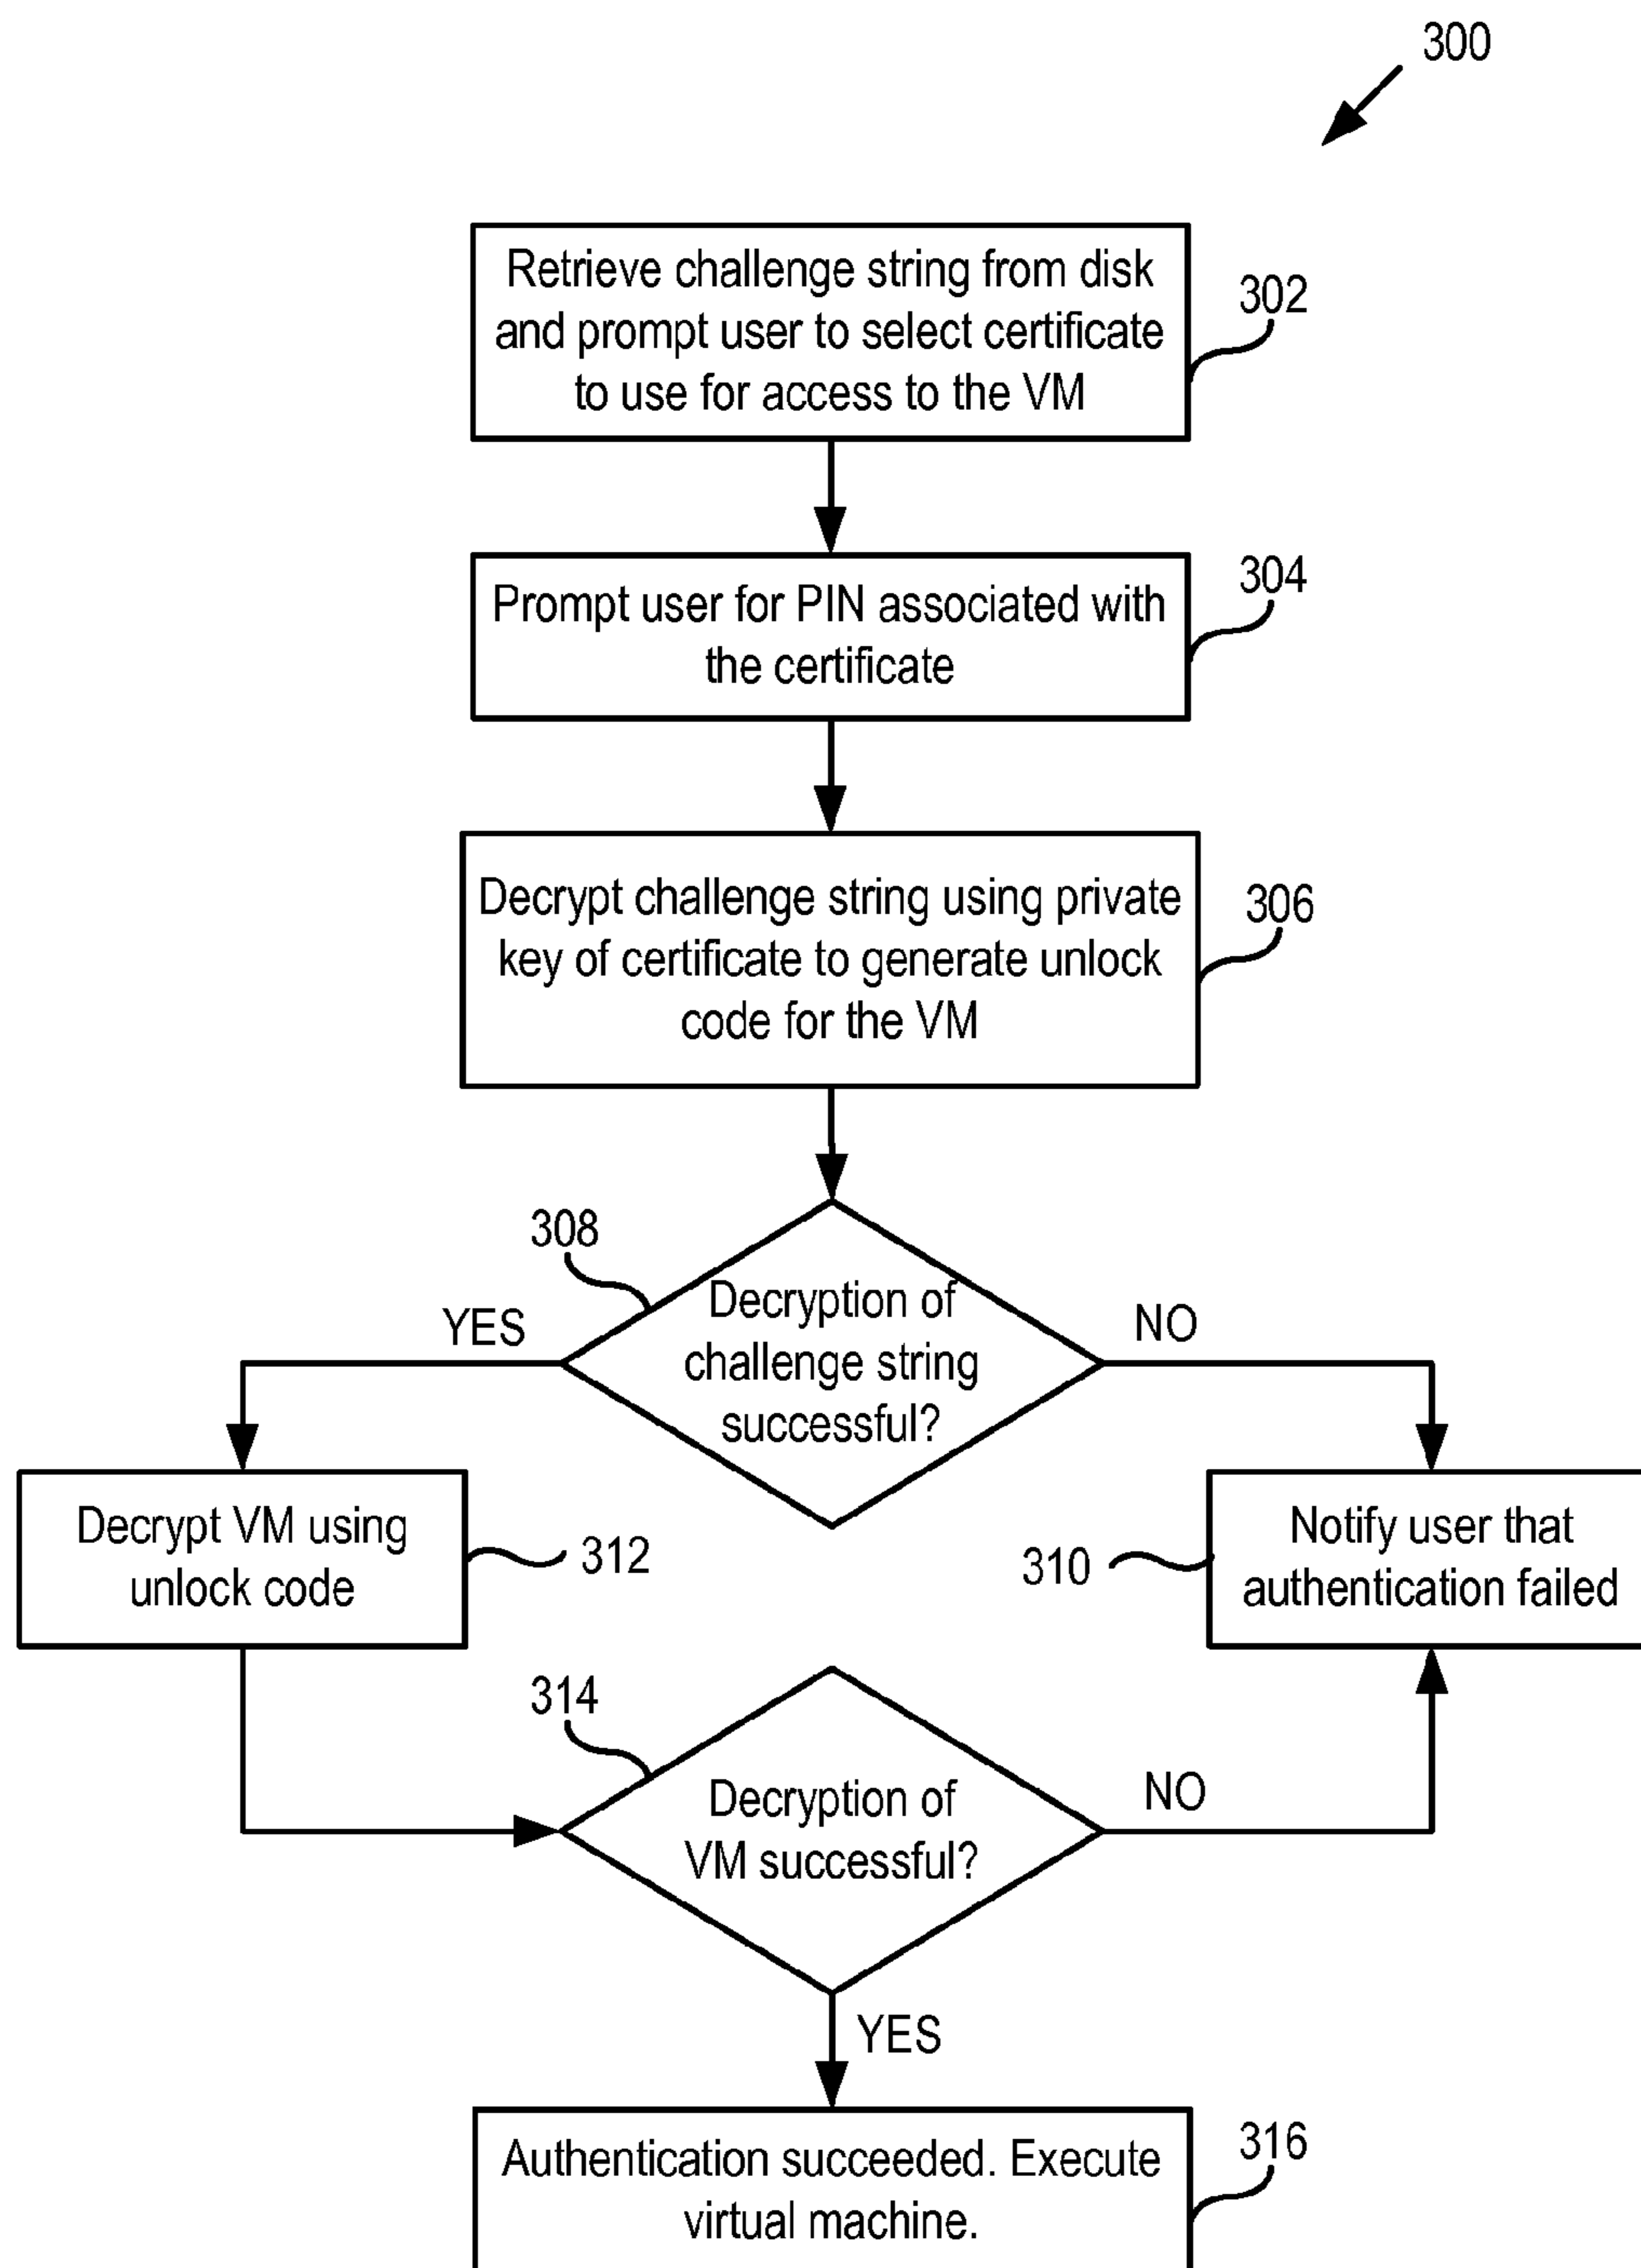 300
Retrieve challenge string from disk
and prompt user to select certificate
to use for access to the VM
302
Prompt user for PIN associated with
the certificate
304
Decrypt challenge string using private
key of certificate to generate unlock
code for the VM
306
308
YES
Decryption of
challenge string
successful?
NO
Decrypt VM using
unlock code
312
310
Notify user that
authentication failed
314
Decryption of
VM successful?
NO
YES
Authentication succeeded. Execute
virtual machine.
316